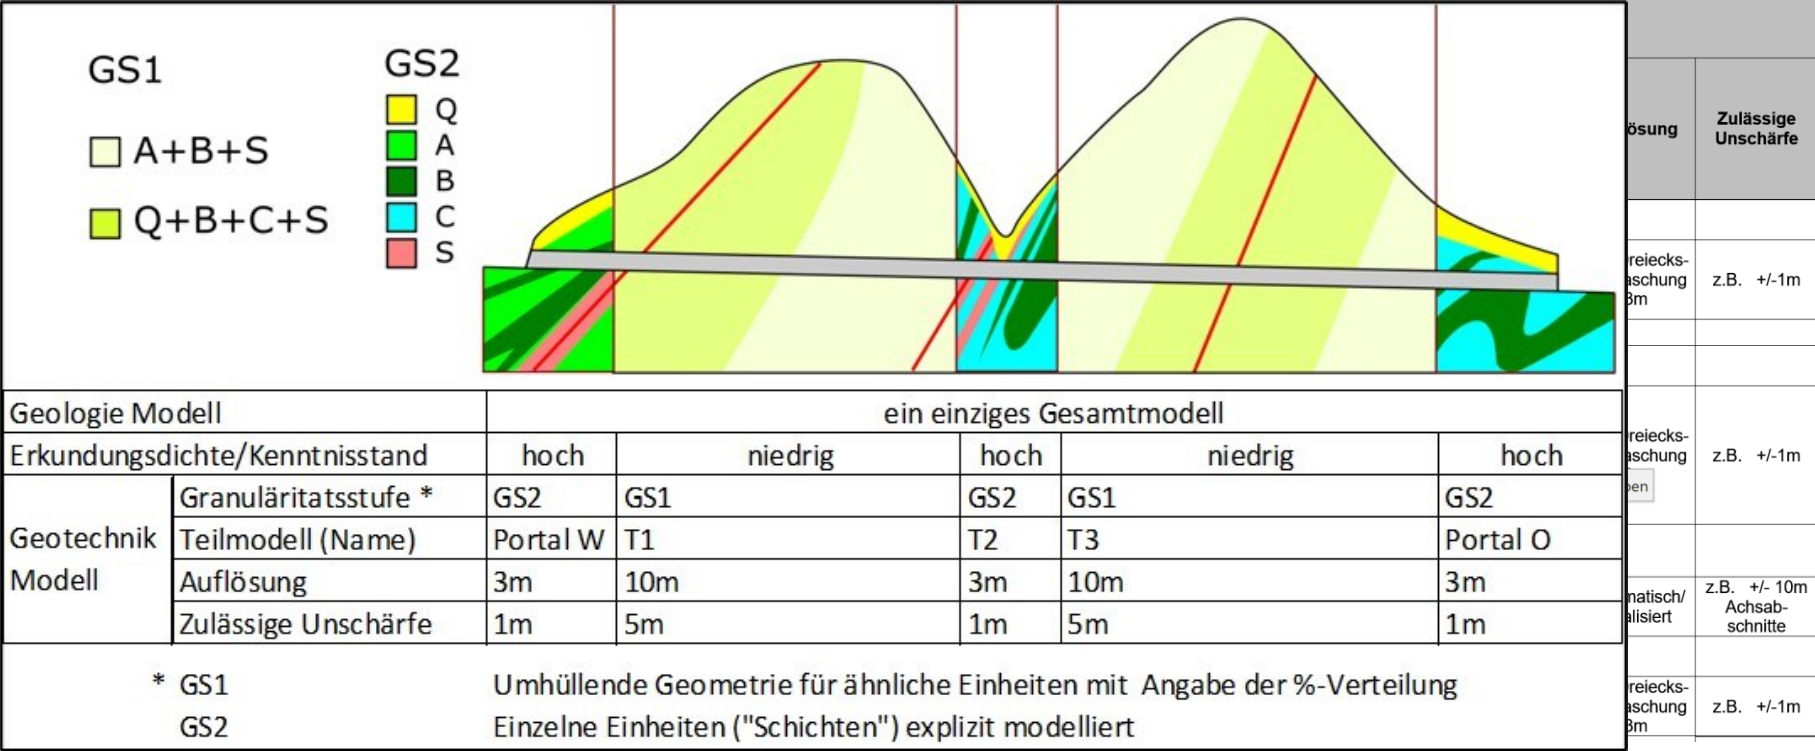 GS1
A+B+S
Q+B+C+S
GS2
Q
A
B
C
S
Geologie Modell ein einziges Gesamtmodell
Erkundungsdichte/Kenntnisstand hoch niedrig hoch niedrig hoch
Geotechnik Modell
Granuläritatsstufe * GS2 GS1 GS2 GS1 GS2
Teilmodell (Name) Portal W T1 T2 T3 Portal O
Auflösung 3m 10m 3m 10m 3m
Zulässige Unschärfe 1m 5m 1m 5m 1m
* GS1 Umhüllende Geometrie für ähnliche Einheiten mit Angabe der %-Verteilung
GS2 Einzelne Einheiten ("Schichten") explizit modelliert
Zulässige
Unschärfe
z.B. +/-1m
z.B. +/-1m
z.B. +/- 10m
Achsab-
schnitte
z.B. +/-1m